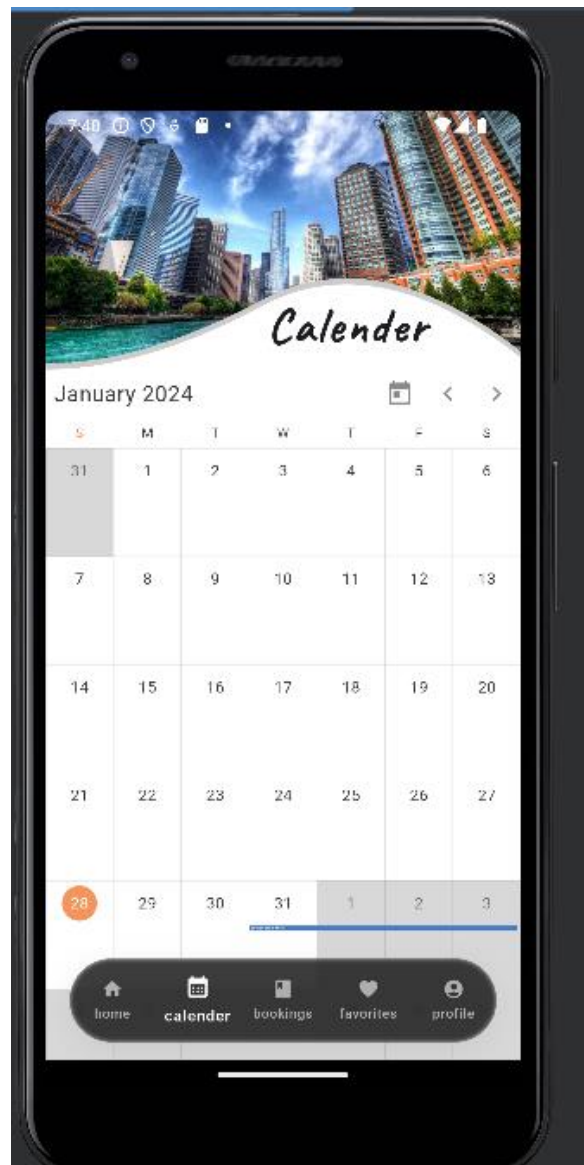 7:40
Calender
January 2024
S M T W T F S
31 1 2 3 4 5 6
7 8 9 10 11 12 13
14 15 16 17 18 19 20
21 22 23 24 25 26 27
28 29 30 31 1 2 3
home calender bookings favorites profile